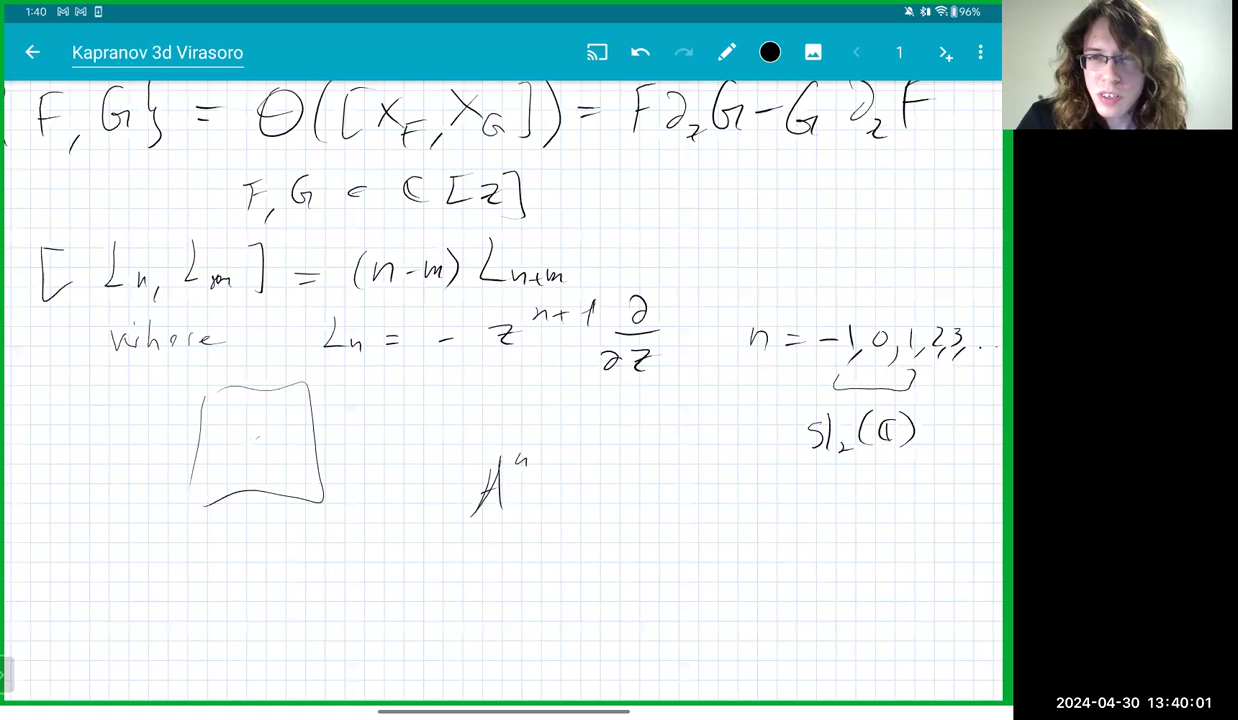 1:40
96%
Kapranov 3d Virasoro
1
F, G} = Θ([X_F, X_G]) = F∂_z G - G ∂_z F
F, G ∈ ℂ[z]
[L_n, L_m] = (n-m) L_{n+m}
where L_n = - z^{n+1} ∂/∂z n = -1, 0, 1, 2, 3, ...
sl_2(ℂ)
A^n
2024-04-30 13:40:01